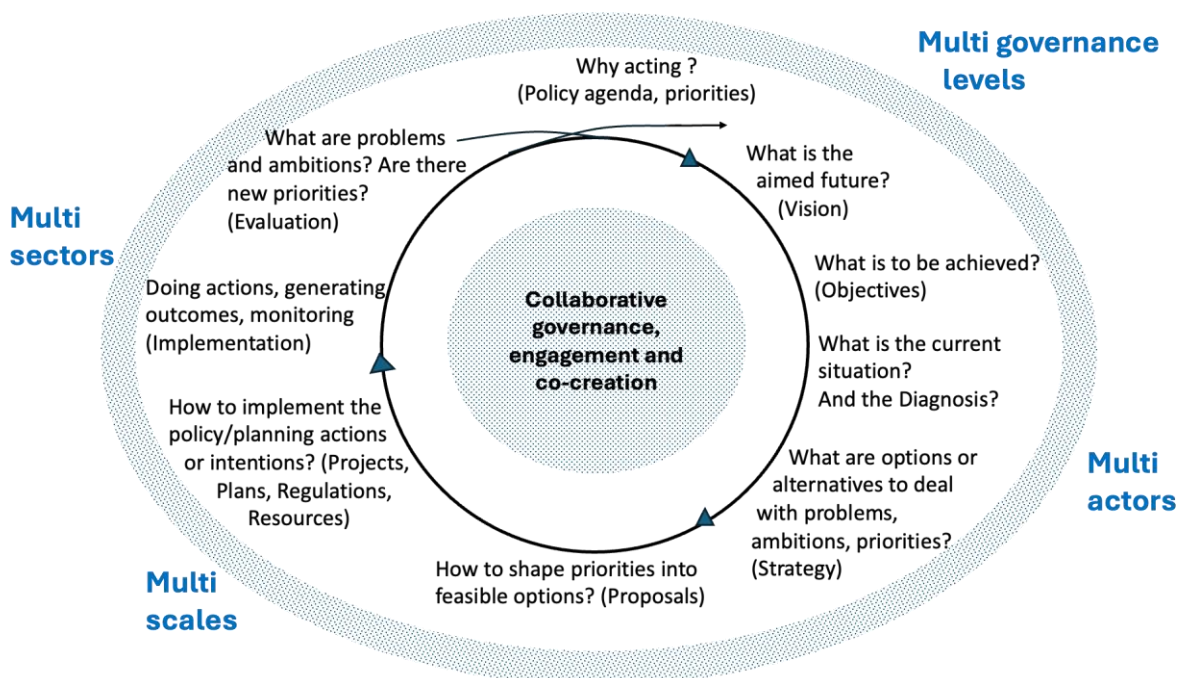 Multi governance
levels
Why acting ?
(Policy agenda, priorities)
What is the
aimed future?
(Vision)
What is to be achieved?
(Objectives)
What is the current
situation?
And the Diagnosis?
Multi
actors
What are options or
alternatives to deal
with problems,
ambitions, priorities?
(Strategy)
How to shape priorities into
feasible options? (Proposals)
Multi
scales
How to implement the
policy/planning actions
or intentions? (Projects,
Plans, Regulations,
Resources)
Doing actions, generating
outcomes, monitoring
(Implementation)
Multi
sectors
What are problems
and ambitions? Are there
new priorities?
(Evaluation)
Collaborative
governance,
engagement and
co-creation